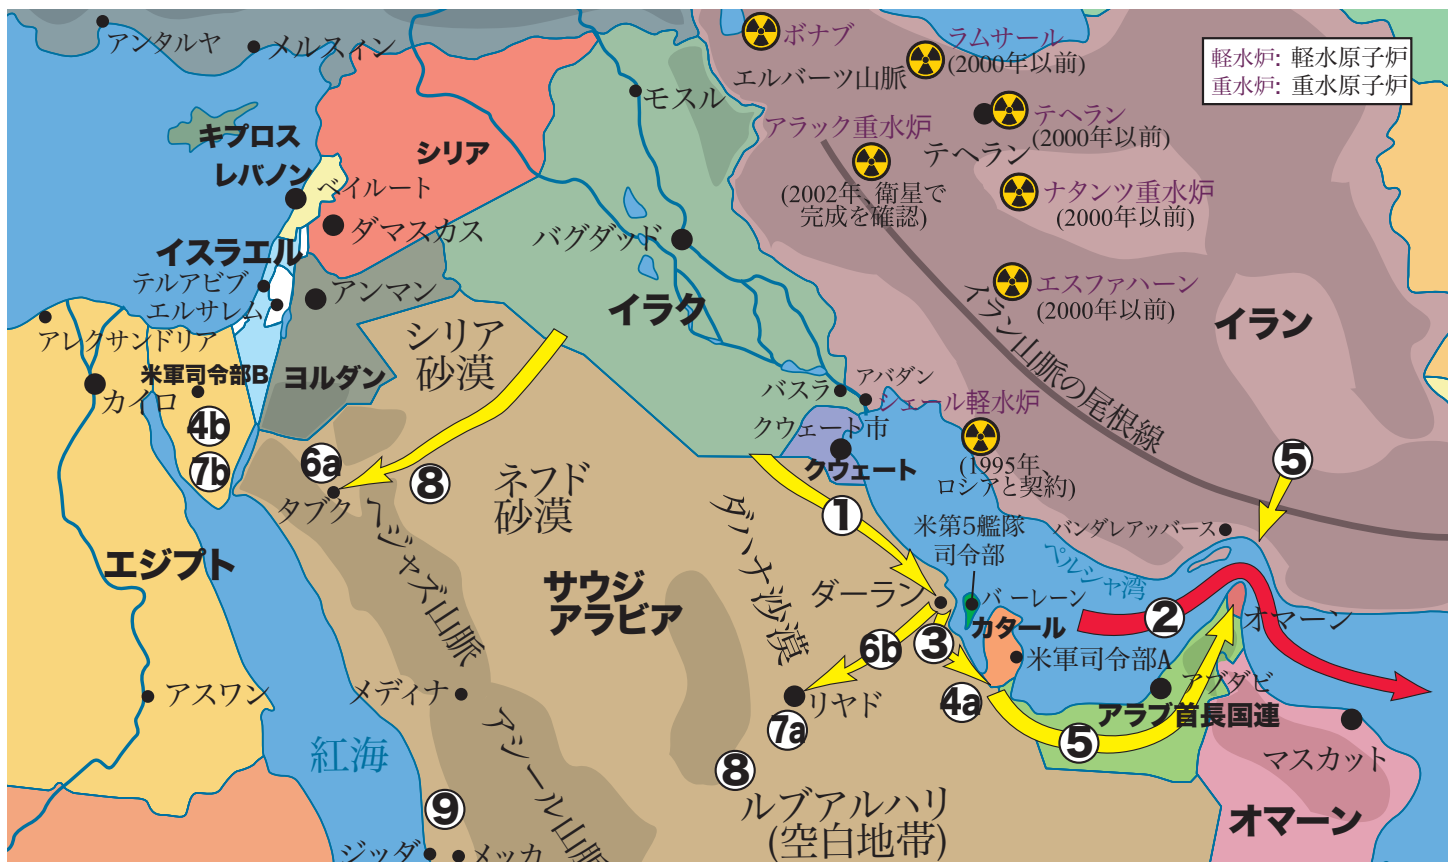 アンタルヤ
メルスィン
ボナブ
ラムサール
(2000年以前)
エルバーツ山脈
軽水炉: 軽水原子炉
重水炉: 重水原子炉
モスル
テヘラン
(2000年以前)
テヘラン
アラック重水炉
(2002年、衛星で
完成を確認)
キプロス
シリア
レバノン
ベイルート
ナタンツ重水炉
(2000年以前)
ダマスカス
バグダッド
イスラエル
テルアビブ
エルサレム
アンマン
エスファハーン
(2000年以前)
イラク
イラン
イラン山脈の尾根線
アレクサンドリア
シリア
砂漠
米軍司令部B
ヨルダン
カイロ
4b
7b
バスラ
アバダン
シェール軽水炉
クウェート市
クウェート
(1995年、
ロシアと契約)
6a
8
タブク
ネフド
砂漠
1
5
米第5艦隊
司令部
バンダレアッバース
ペルシャ湾
エジプト
ヘジャズ山脈
サウジ
アラビア
ダハナ沙漠
ダーラン
バーレーン
カタール
2
オマーン
6b
3
米軍司令部A
アスワン
メディナ
リヤド
7a
4a
アブダビ
アラブ首長国連
5
マスカット
紅海
アシール山脈
8
9
ルブアルハリ
(空白地帯)
オマーン
ジッダ
メッカ